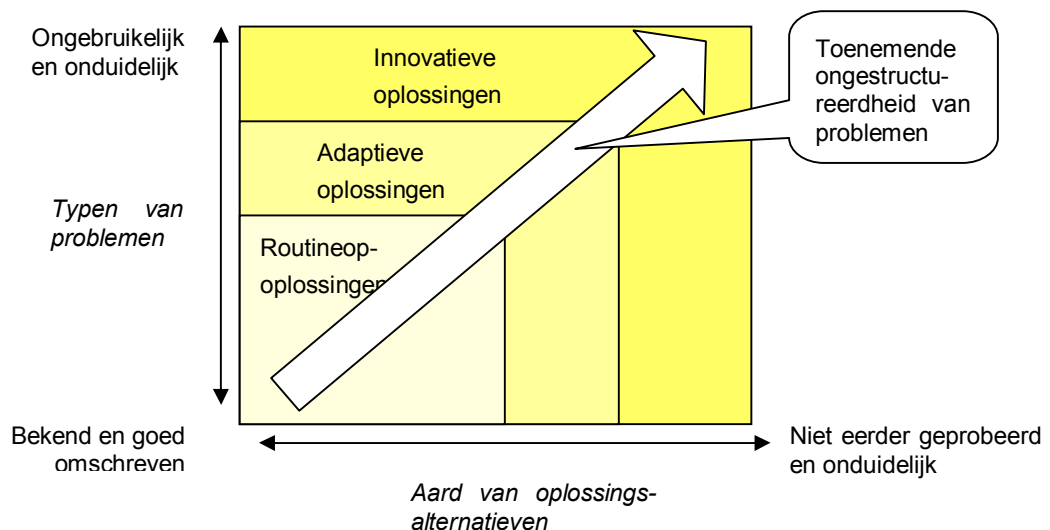 Ongebruikelijk
en onduidelijk
Innovatieve
oplossingen
Toenemende
ongestructu-
reerdheid van
problemen
Adaptieve
oplossingen
Typen van
problemen
Routineop-
oplossingen
Bekend en goed
omschreven
Niet eerder geprobeerd
en onduidelijk
Aard van oplossings-
alternatieven